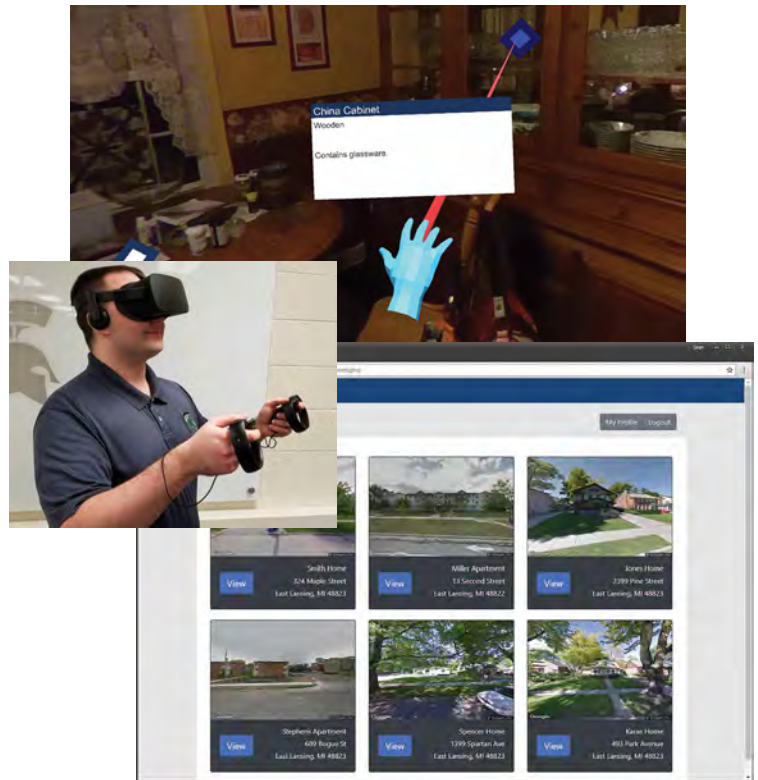 China Cabinet
Wooden
Contains glassware.
My Profile Logout
Smith Home
324 Maple Street
East Lansing, MI 48823
View
Miller Apartment
13 Second Street
East Lansing, MI 48822
View
Jones Home
2399 Pine Street
East Lansing, MI 48823
View
Stephens Apartment
689 Bogue St
East Lansing, MI 48823
View
Spencer Home
1399 Spartan Ave
East Lansing, MI 48823
View
Karas Home
493 Park Avenue
East Lansing, MI 48823
View